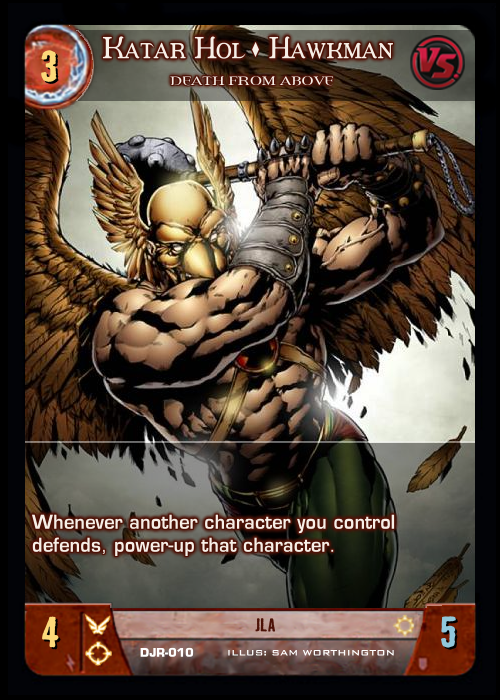 3
KATAR HOL ♦ HAWKMAN
VS.
DEATH FROM ABOVE
Whenever another character you control
defends, power-up that character.
4
JLA
5
DJR-010 ILLUS: SAM WORTHINGTON